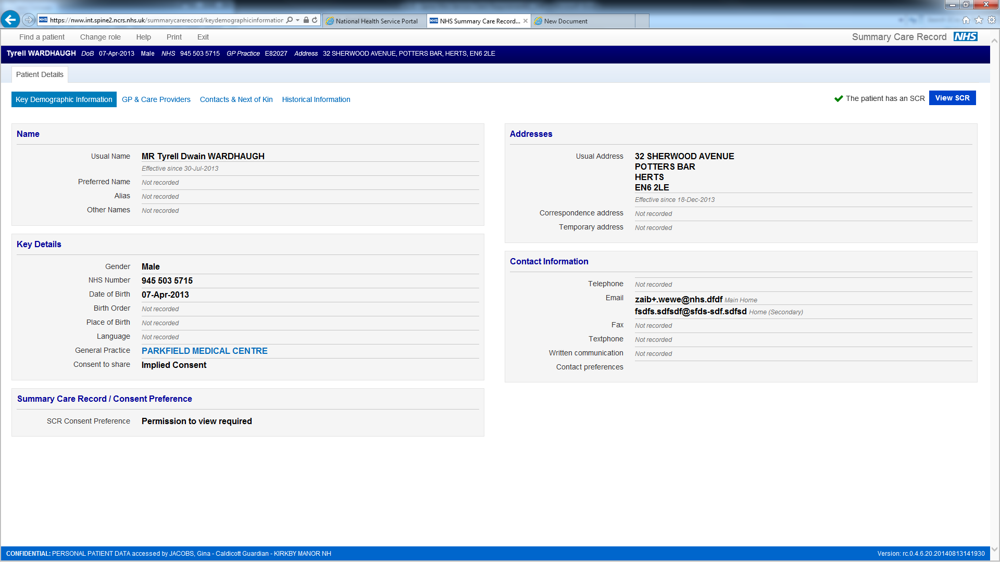 https://nww.int.spine2.ncrs.nhs.uk/summarycarerecord/keydemographicinformation
National Health Service Portal
NHS Summary Care Record...
New Document
Find a patient Change role Help Print Exit
Summary Care Record NHS
Tyrell WARDHAUGH DoB 07-Apr-2013 Male NHS 945 503 5715 GP Practice E82027 Address 32 SHERWOOD AVENUE, POTTERS BAR, HERTS, EN6 2LE
Patient Details
Key Demographic Information GP & Care Providers Contacts & Next of Kin Historical Information
The patient has an SCR View SCR
Name
Usual Name MR Tyrell Dwain WARDHAUGH
Effective since 30-Jul-2013
Preferred Name Not recorded
Alias Not recorded
Other Names Not recorded
Key Details
Gender Male
NHS Number 945 503 5715
Date of Birth 07-Apr-2013
Birth Order Not recorded
Place of Birth Not recorded
Language Not recorded
General Practice PARKFIELD MEDICAL CENTRE
Consent to share Implied Consent
Summary Care Record / Consent Preference
SCR Consent Preference Permission to view required
Addresses
Usual Address 32 SHERWOOD AVENUE
POTTERS BAR
HERTS
EN6 2LE
Effective since 18-Dec-2013
Correspondence address Not recorded
Temporary address Not recorded
Contact Information
Telephone Not recorded
Email zaib+.wewe@nhs.dfdf Main Home
fsdfs.sdfsdf@sfds-sdf.sdfsd Home (Secondary)
Fax Not recorded
Textphone Not recorded
Written communication Not recorded
Contact preferences
CONFIDENTIAL: PERSONAL PATIENT DATA accessed by JACOBS, Gina - Caldicott Guardian - KIRKBY MANOR NH
Version: rc.0.4.6.20.20140813141930